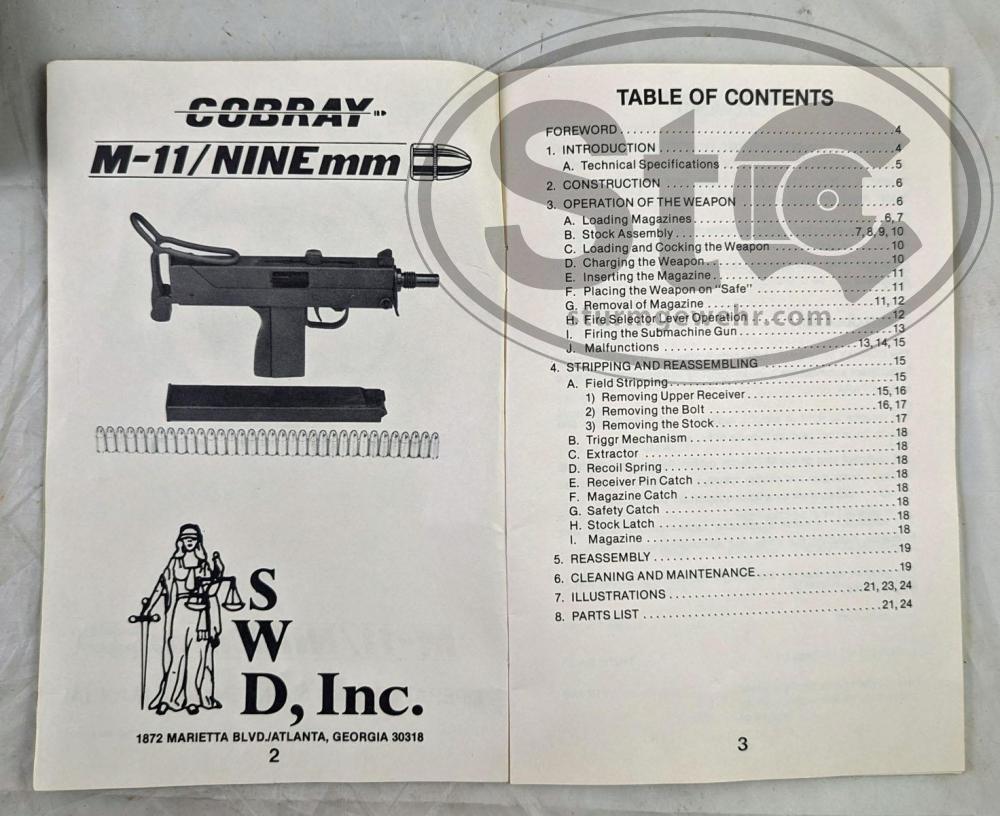 COBRAY
M-11/NINEmm
S
W
D, Inc.
1872 MARIETTA BLVD./ATLANTA, GEORGIA 30318
2
TABLE OF CONTENTS
FOREWORD . . . . . . . . . . 4
1. INTRODUCTION . . . . . . . . . . 4
A. Technical Specifications . . . . . . . . . . 5
2. CONSTRUCTION . . . . . . . . . . 6
3. OPERATION OF THE WEAPON . . . . . . . . . . 6
A. Loading Magazines . . . . . . . . . . 6, 7
B. Stock Assembly . . . . . . . . . . 7, 8, 9, 10
C. Loading and Cocking the Weapon . . . . . . . . . . 10
D. Charging the Weapon . . . . . . . . . . 10
E. Inserting the Magazine . . . . . . . . . . 11
F. Placing the Weapon on "Safe" . . . . . . . . . . 11
G. Removal of Magazine . . . . . . . . . . 11, 12
H. Fire Selector Lever Operation . . . . . . . . . . 12
I. Firing the Submachine Gun . . . . . . . . . . 13
J. Malfunctions . . . . . . . . . . 13, 14, 15
4. STRIPPING AND REASSEMBLING . . . . . . . . . . 15
A. Field Stripping . . . . . . . . . . 15
1) Removing Upper Receiver . . . . . . . . . . 15, 16
2) Removing the Bolt . . . . . . . . . . 16, 17
3) Removing the Stock . . . . . . . . . . 17
B. Triggr Mechanism . . . . . . . . . . 18
C. Extractor . . . . . . . . . . 18
D. Recoil Spring . . . . . . . . . . 18
E. Receiver Pin Catch . . . . . . . . . . 18
F. Magazine Catch . . . . . . . . . . 18
G. Safety Catch . . . . . . . . . . 18
H. Stock Latch . . . . . . . . . . 18
I. Magazine . . . . . . . . . . 18
5. REASSEMBLY . . . . . . . . . . 19
6. CLEANING AND MAINTENANCE . . . . . . . . . . 19
7. ILLUSTRATIONS . . . . . . . . . . 21, 23, 24
8. PARTS LIST . . . . . . . . . . 21, 24
3
StG
sturmgewehr.com